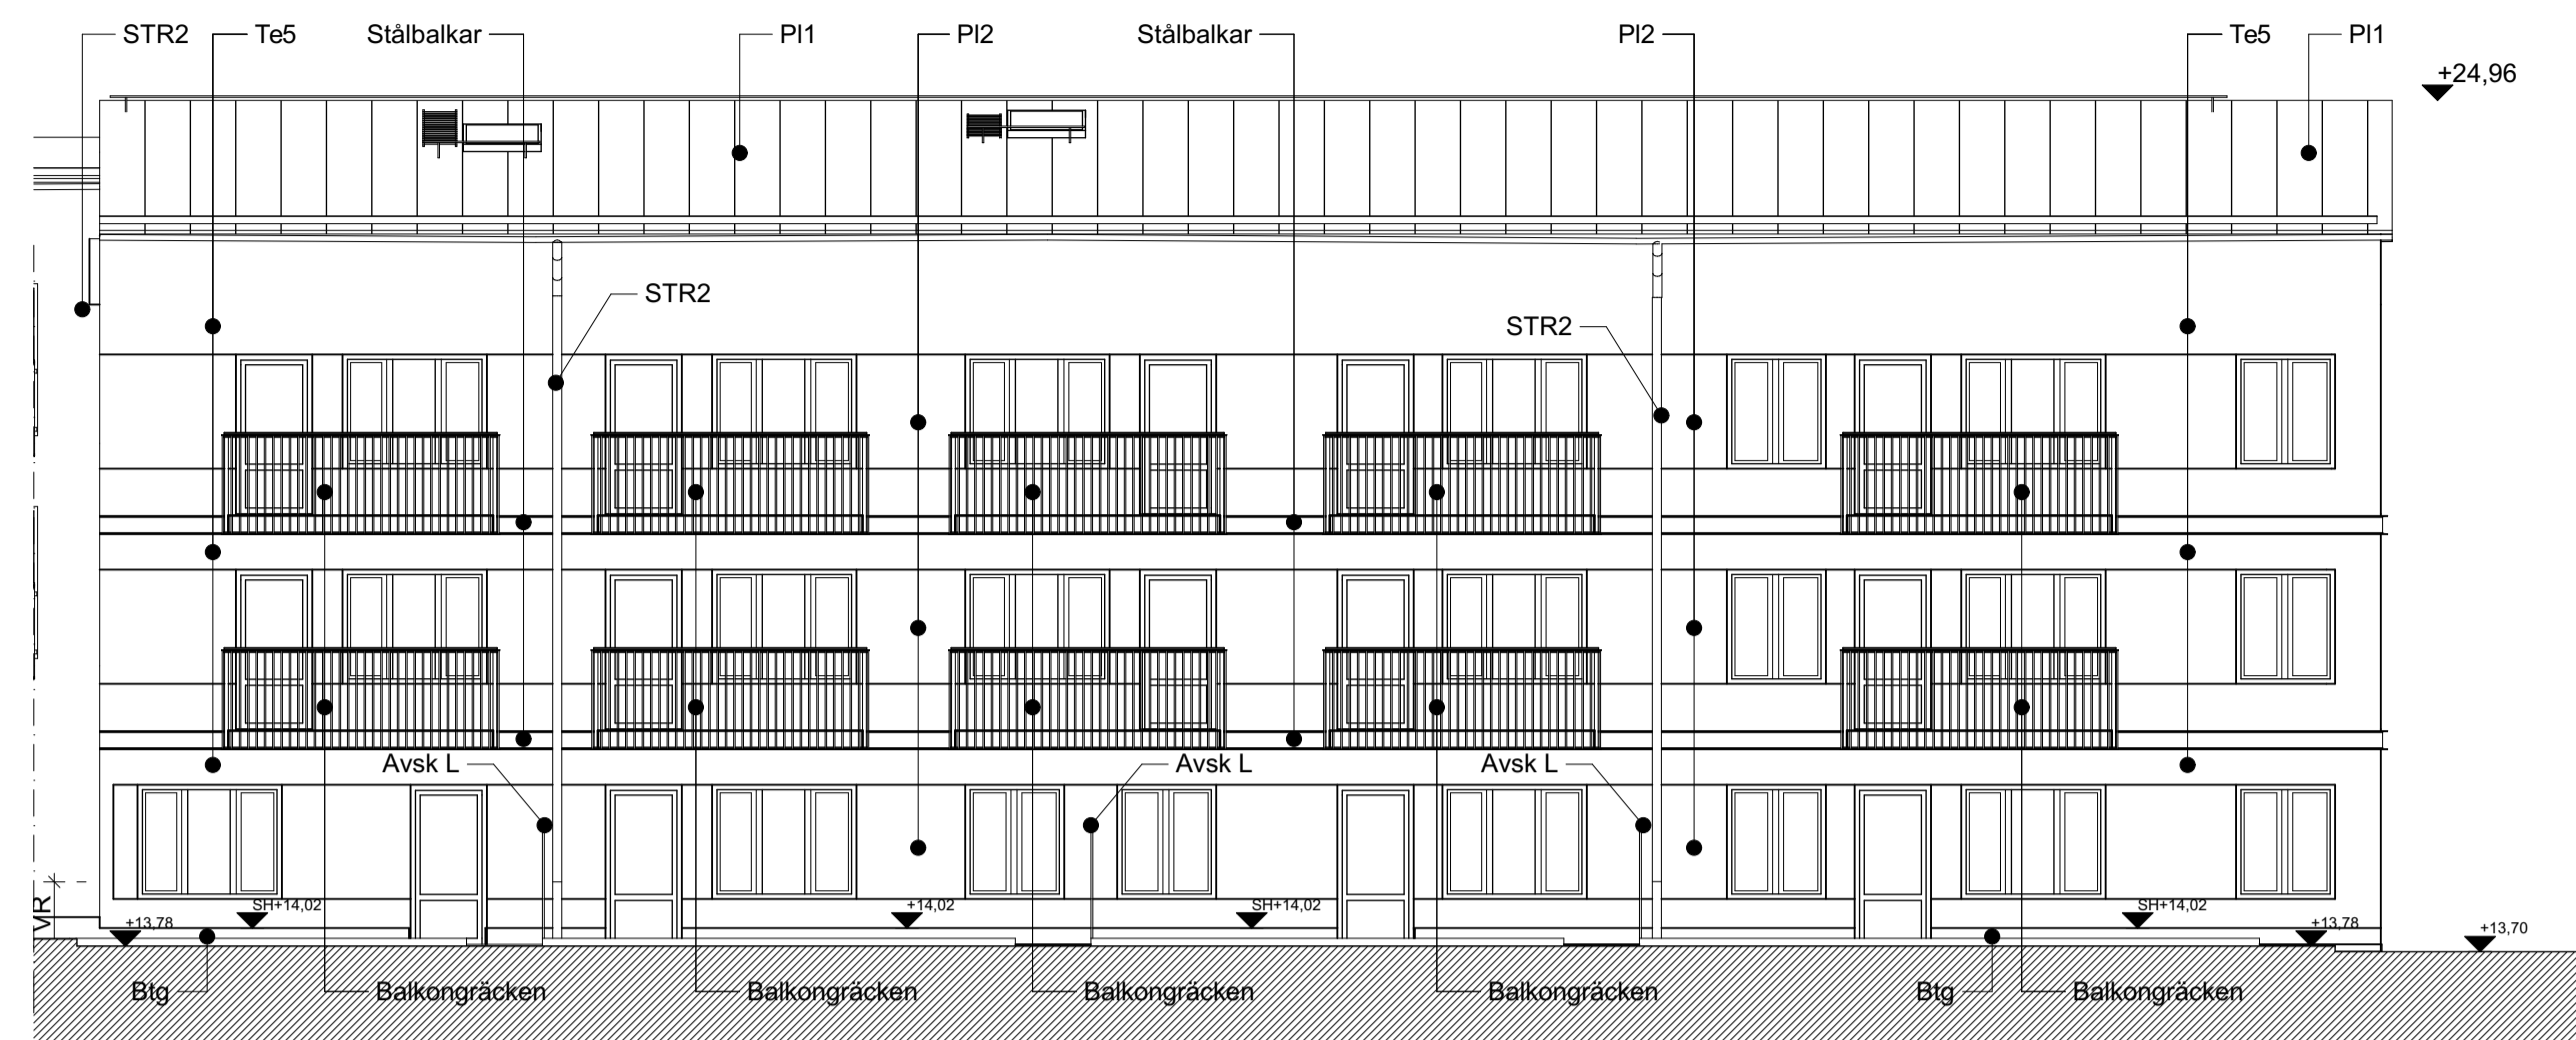 STR2
Te5
Stålbalkar
Pl1
Pl2
Stålbalkar
Pl2
Te5
Pl1
+24,96
STR2
STR2
Avsk L
Avsk L
Avsk L
VR
+13,78
SH+14,02
+14,02
SH+14,02
SH+14,02
+13,78
+13,70
Btg
Balkongräcken
Balkongräcken
Balkongräcken
Balkongräcken
Btg
Balkongräcken